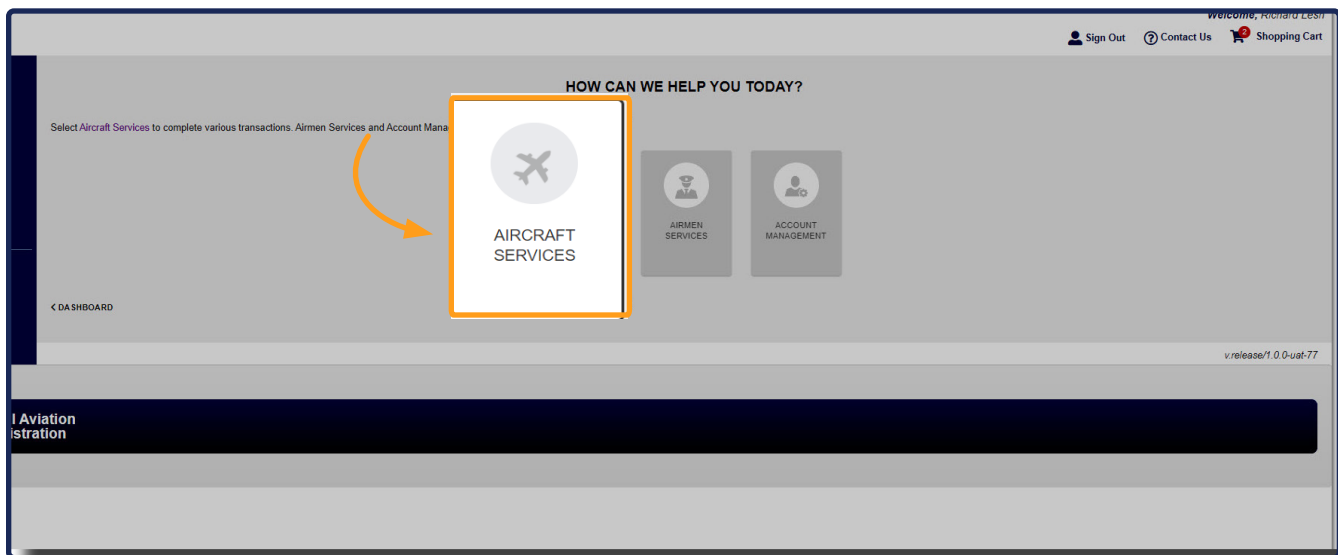 Welcome, Richard Lesh
Sign Out
Contact Us
2
Shopping Cart
HOW CAN WE HELP YOU TODAY?
Select Aircraft Services to complete various transactions. Airmen Services and Account
AIRCRAFT
SERVICES
AIRMEN
SERVICES
ACCOUNT
MANAGEMENT
< DASHBOARD
v.release/1.0.0-uat-77
l Aviation
istration